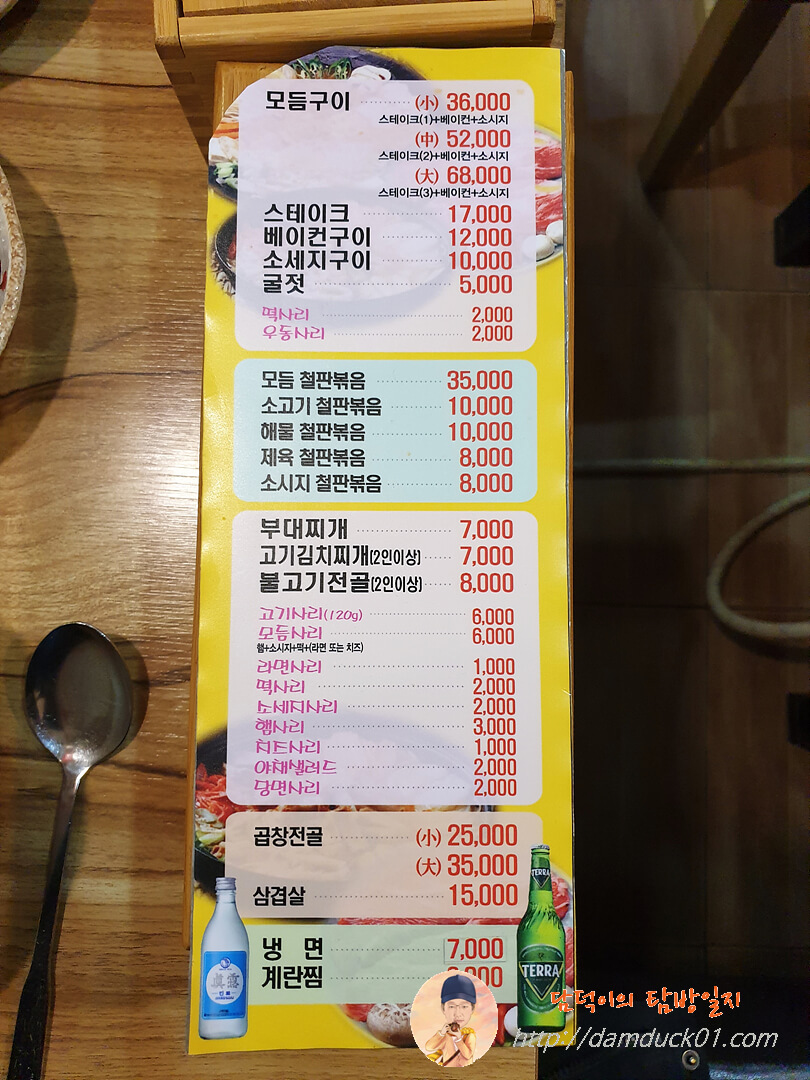 모듬구이 (小) 36,000
스테이크(1)+베이컨+소시지
(中) 52,000
스테이크(2)+베이컨+소시지
(大) 68,000
스테이크(3)+베이컨+소시지
스테이크 17,000
베이컨구이 12,000
소세지구이 10,000
굴젓 5,000
떡사리 2,000
우동사리 2,000
모듬 철판볶음 35,000
소고기 철판볶음 10,000
해물 철판볶음 10,000
제육 철판볶음 8,000
소시지 철판볶음 8,000
부대찌개 7,000
고기김치찌개(2인이상) 7,000
불고기전골(2인이상) 8,000
고기사리(120g) 6,000
모듬사리 6,000
햄+소시지+떡+(라면 또는 치즈)
라면사리 1,000
떡사리 2,000
소세지사리 2,000
햄사리 3,000
치즈사리 1,000
야채샐러드 2,000
당면사리 2,000
곱창전골 (小) 25,000
(大) 35,000
삼겹살 15,000
냉 면 7,000
계란찜
眞露
TERRA
TERRA
담덕이의 탐방일지
http://damduck01.com